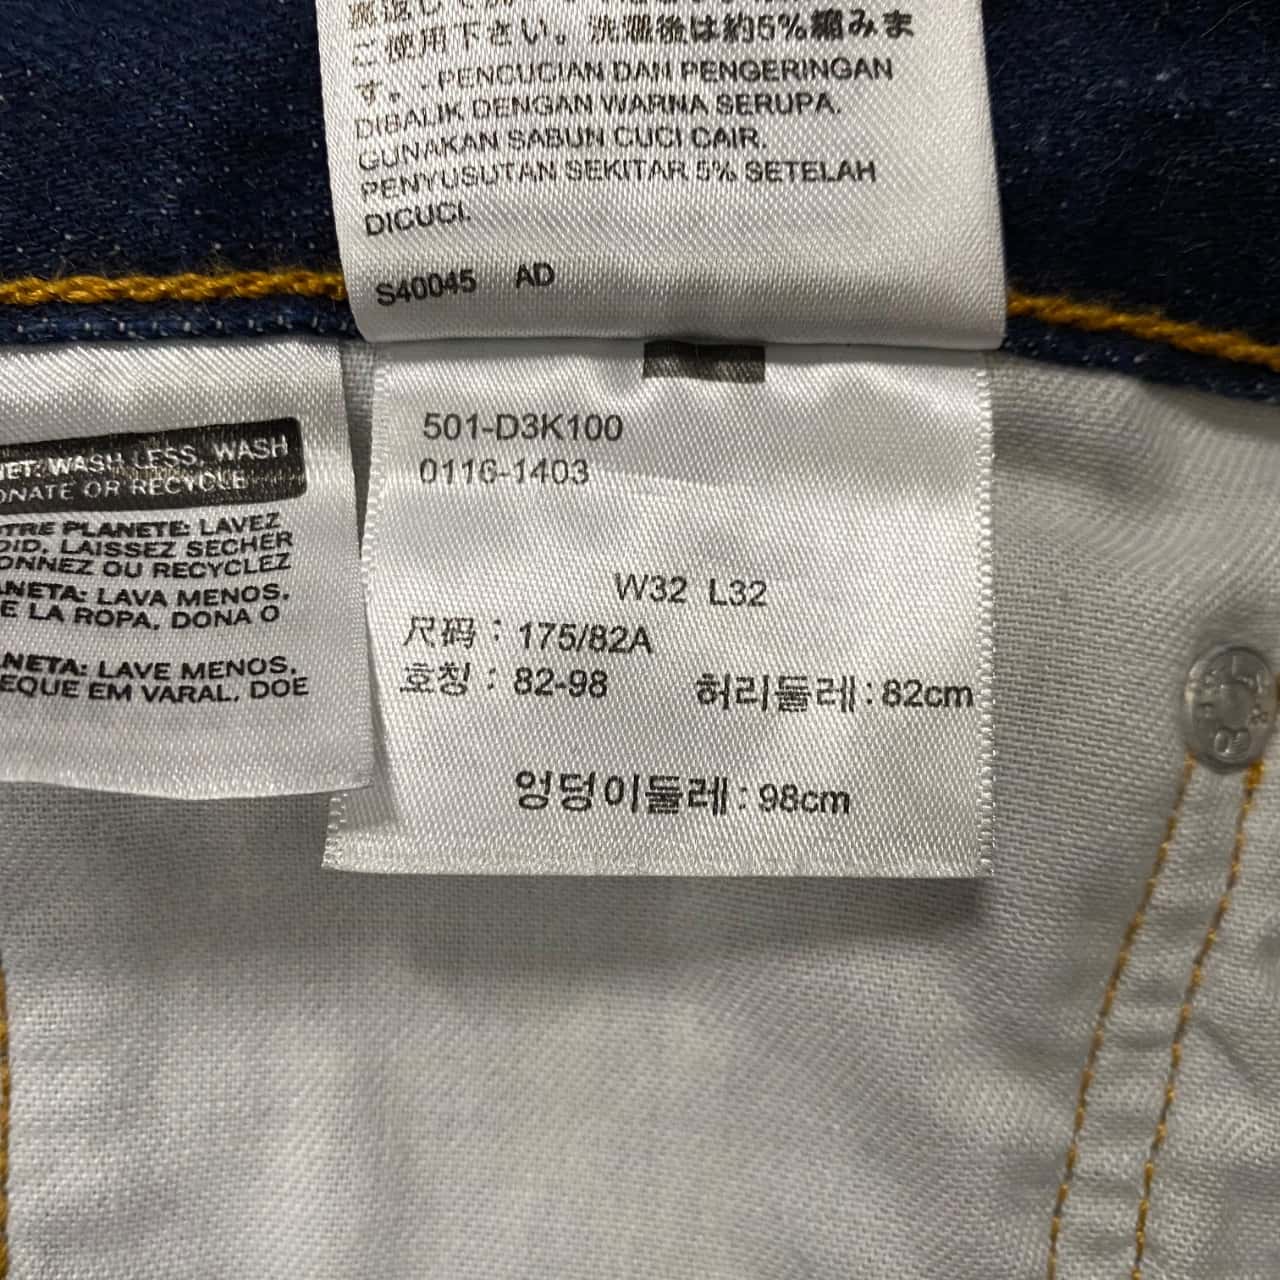 ご使用下さい。洗濯後は約5%縮みま
す。-PENCUCIAN DAN PENGERINGAN
DIBALIK DENGAN WARNA SERUPA.
GUNAKAN SABUN CUCI CAIR.
PENYUSUTAN SEKITAR 5% SETELAH
DICUCI.
S40045 AD
WASH LESS, WASH
ONATE OR RECYCLE
TRE PLANETE: LAVEZ
OID, LAISSEZ SECHER
ONNEZ OU RECYCLEZ
NETA: LAVA MENOS,
E LA ROPA, DONA O
NETA: LAVE MENOS,
EQUE EM VARAL, DOE
501-D3K100
0116-1403
W32 L32
尺码：175/82A
호칭：82-98 허리둘레:82cm
엉덩이둘레:98cm
09